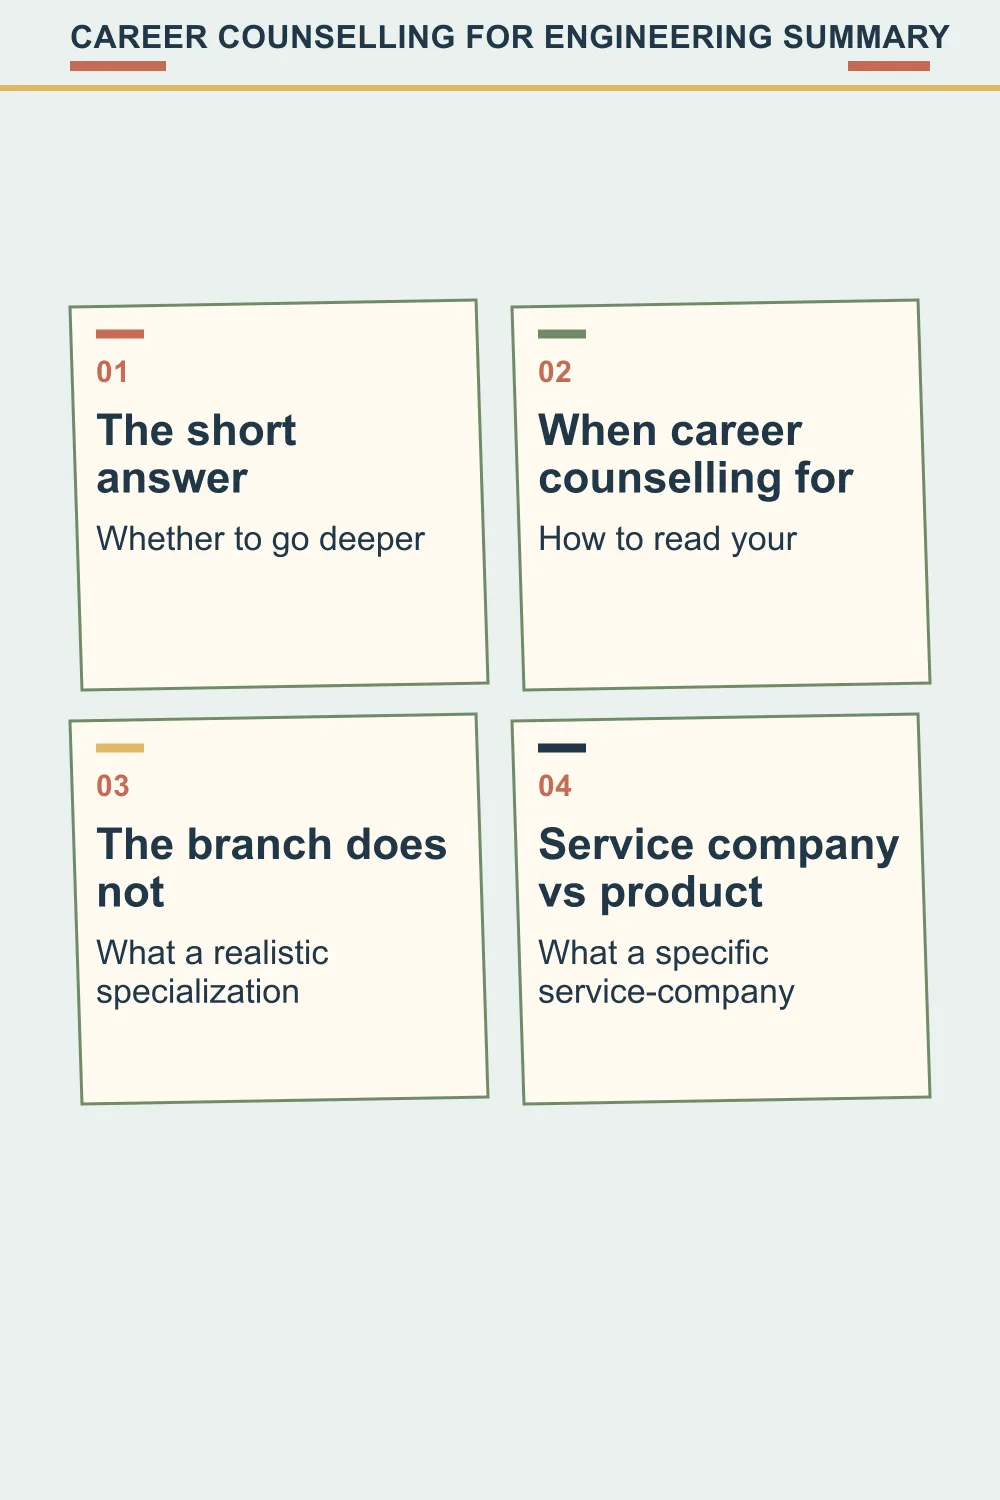 CAREER COUNSELLING FOR ENGINEERING SUMMARY
01
The short
answer
Whether to go deeper
02
When career
counselling for
How to read your
03
The branch does
not
What a realistic
specialization
04
Service company
vs product
What a specific
service-company